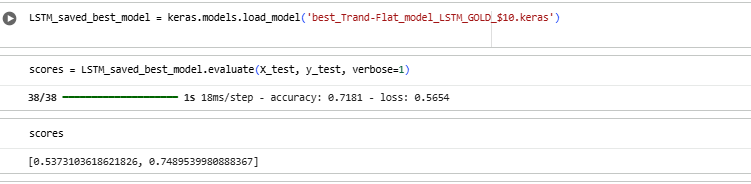 LSTM_saved_best_model = keras.models.load_model('best_Trand-Flat_model_LSTM_GOLD_$10.keras')
scores = LSTM_saved_best_model.evaluate(X_test, y_test, verbose=1)
38/38 ━━━━━━━━━━━━━━━━━━━━ 1s 18ms/step - accuracy: 0.7181 - loss: 0.5654
scores
[0.5373103618621826, 0.7489539980888367]